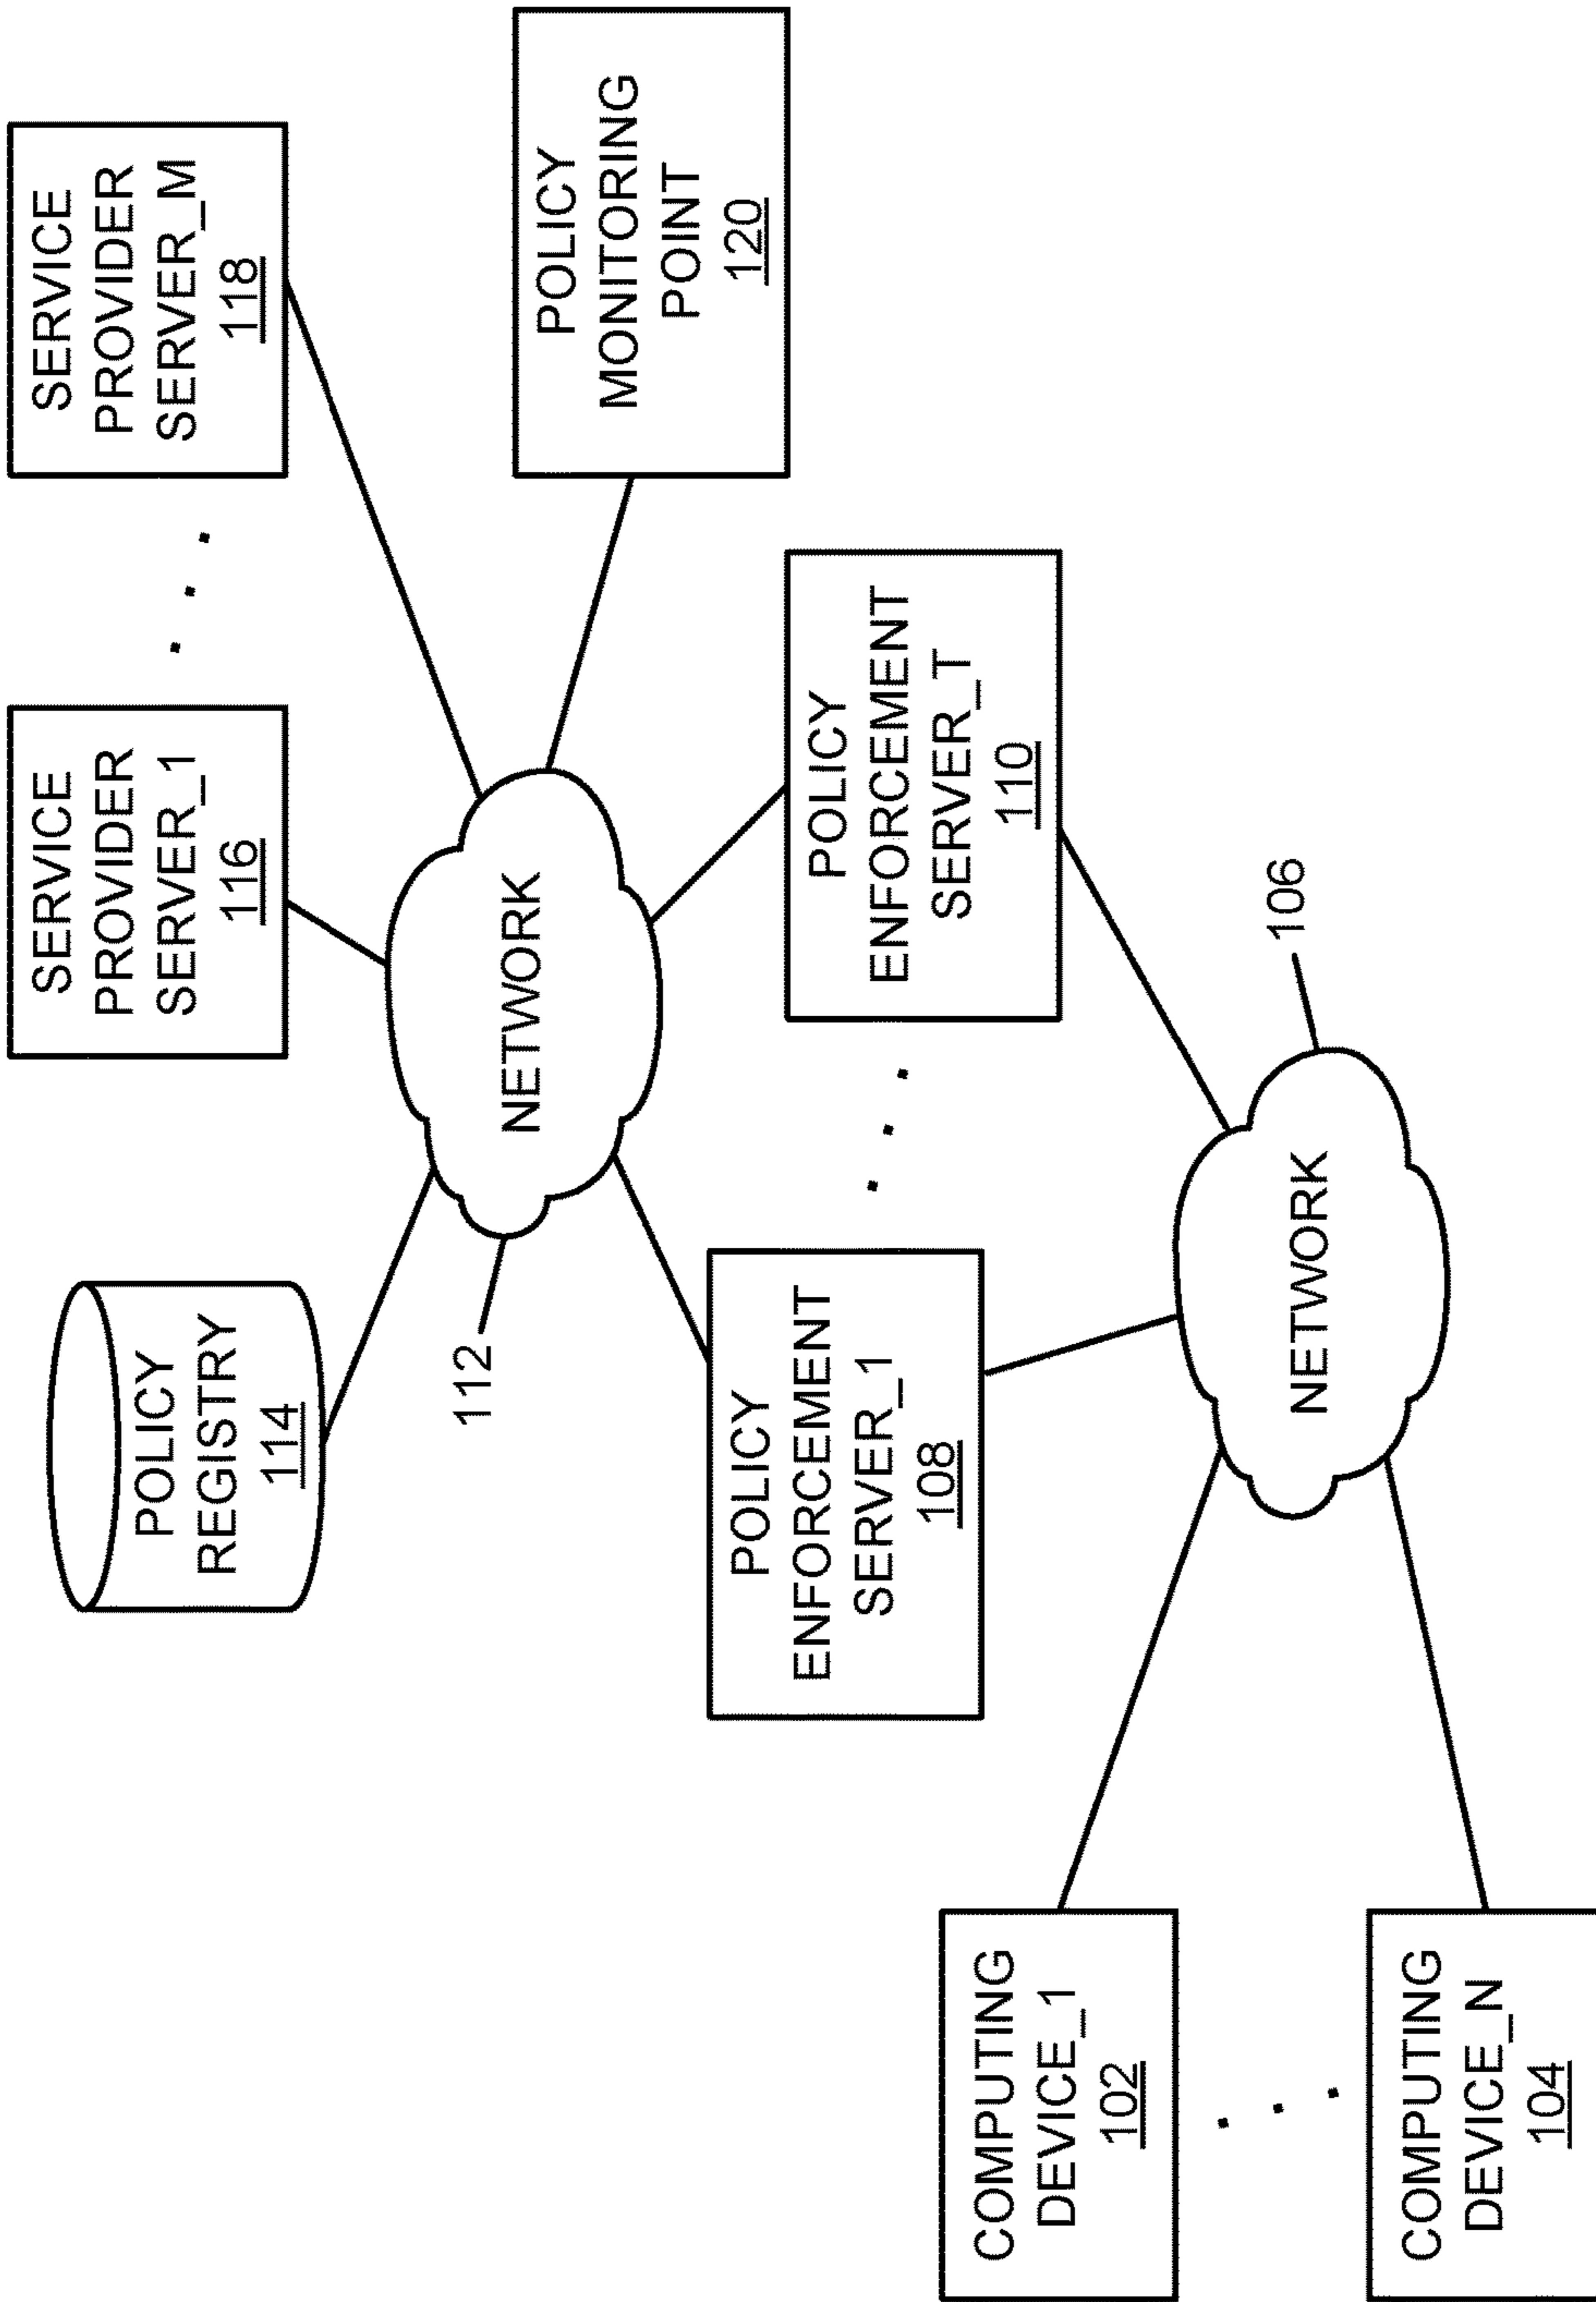 POLICY
REGISTRY
114
SERVICE
PROVIDER
SERVER_1
116
SERVICE
PROVIDER
SERVER_M
118
. . .
112
NETWORK
POLICY
MONITORING
POINT
120
POLICY
ENFORCEMENT
SERVER_1
108
. . .
POLICY
ENFORCEMENT
SERVER_T
110
COMPUTING
DEVICE_1
102
. . .
COMPUTING
DEVICE_N
104
NETWORK
106